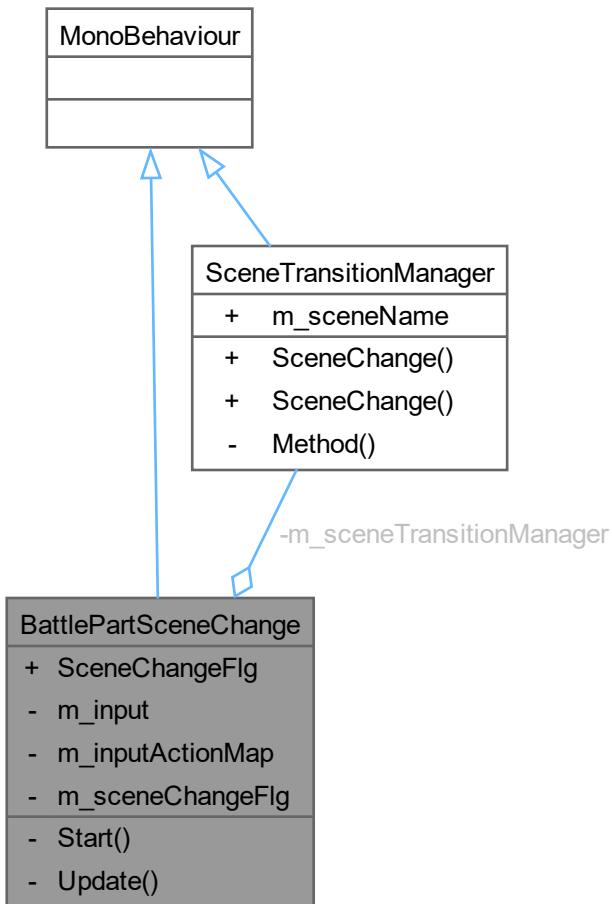 MonoBehaviour
SceneTransitionManager
+ m_sceneName
+ SceneChange()
+ SceneChange()
- Method()
-m_sceneTransitionManager
BattlePartSceneChange
+ SceneChangeFlg
- m_input
- m_inputActionMap
- m_sceneChangeFlg
- Start()
- Update()